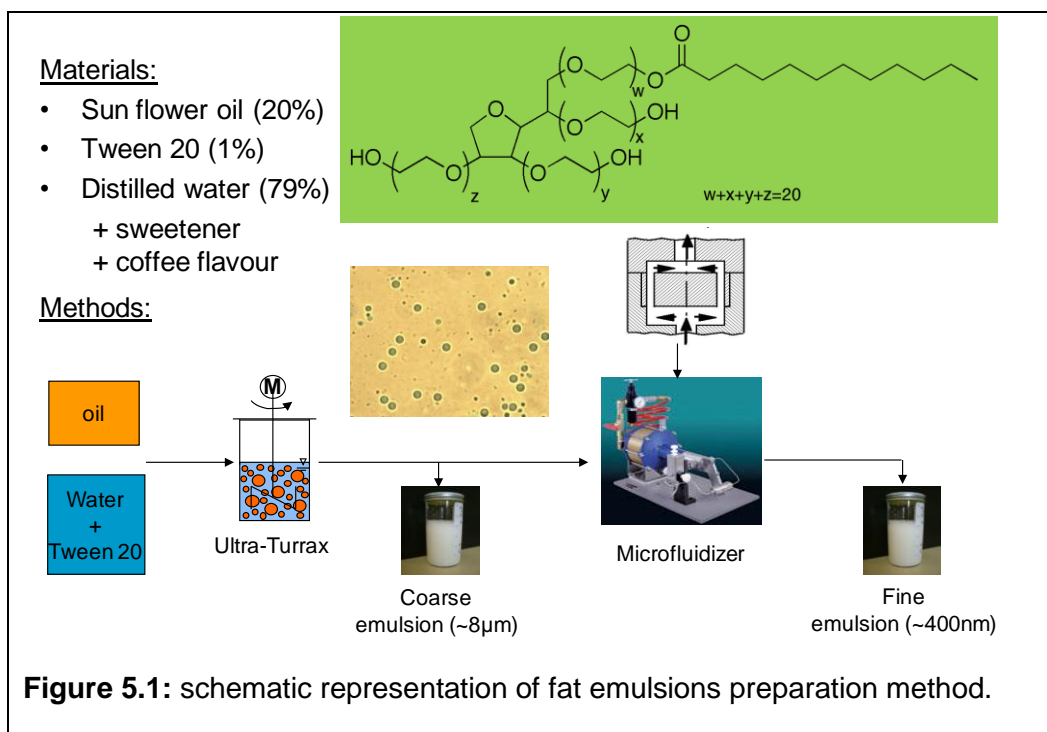 Materials:
• Sun flower oil (20%)
• Tween 20 (1%)
• Distilled water (79%)
+ sweetener
+ coffee flavour
O
O
w
O
O
O
OH
x
HO
O
z
O
O
OH
y
w+x+y+z=20
Methods:
oil
Water
+
Tween 20
M
Ultra-Turrax
Coarse
emulsion (~8µm)
Microfluidizer
Fine
emulsion (~400nm)
Figure 5.1: schematic representation of fat emulsions preparation method.